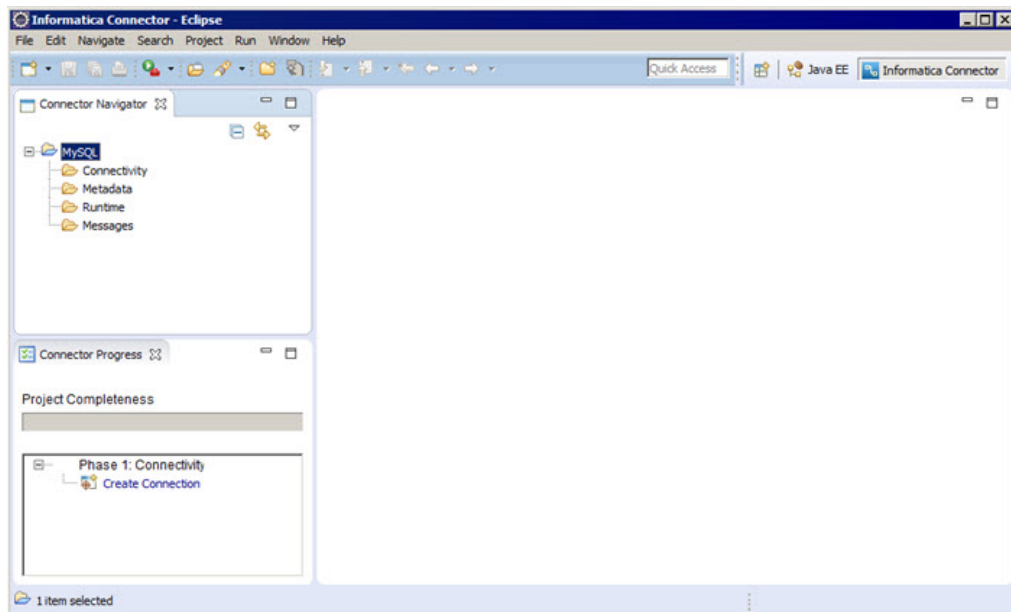 Informatica Connector - Eclipse
File Edit Navigate Search Project Run Window Help
Quick Access Java EE Informatica Connector
Connector Navigator
MySQL
Connectivity
Metadata
Runtime
Messages
Connector Progress
Project Completeness
Phase 1: Connectivity
Create Connection
1 item selected